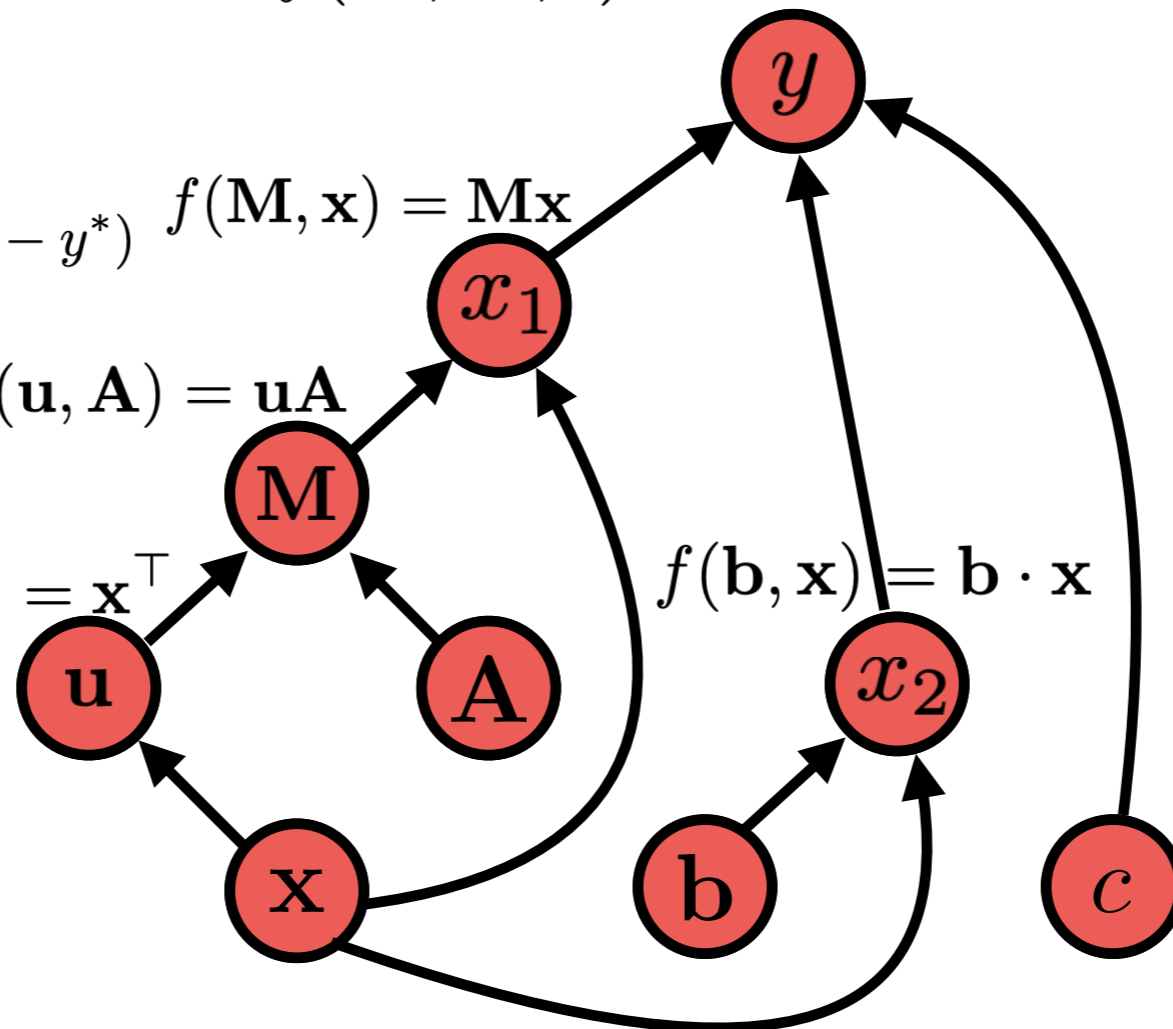 y
f(M, x) = Mx
− y*)
x₁
(u, A) = uA
M
f(b, x) = b · x
= x⊤
u
A
x₂
x
b
c